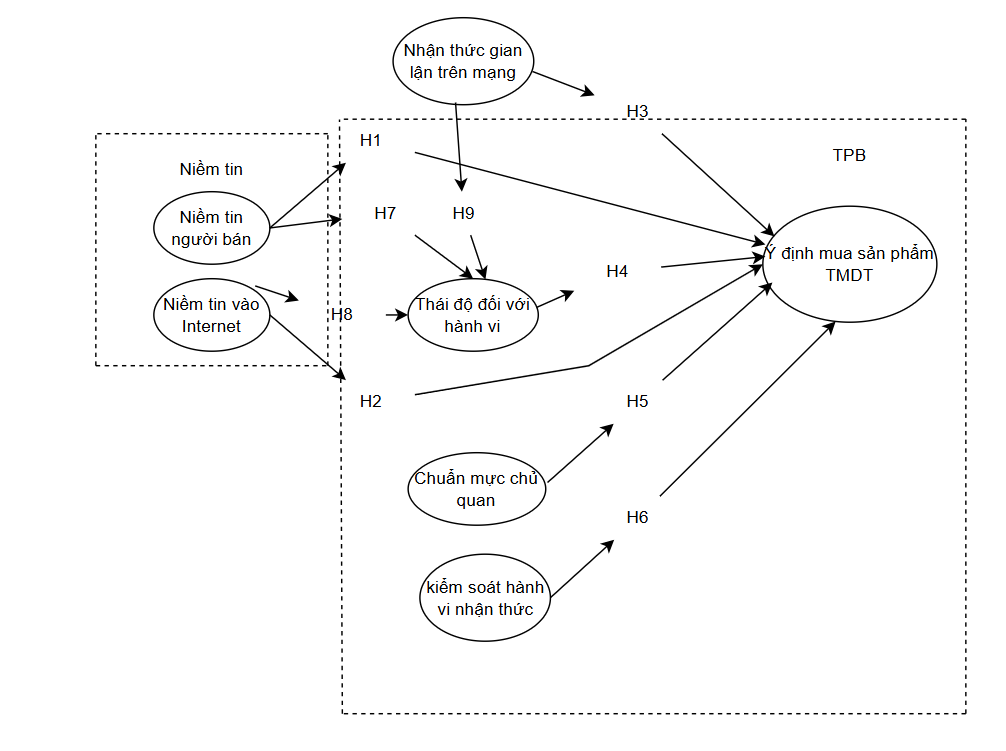 Nhận thức gian
lận trên mạng
H3
H1
TPB
Niềm tin
Niềm tin
người bán
H7
H9
Ý định mua sản phẩm
TMDT
H4
Niềm tin vào
Internet
H8
Thái độ đối với
hành vi
H2
H5
Chuẩn mực chủ
quan
H6
kiểm soát hành
vi nhận thức